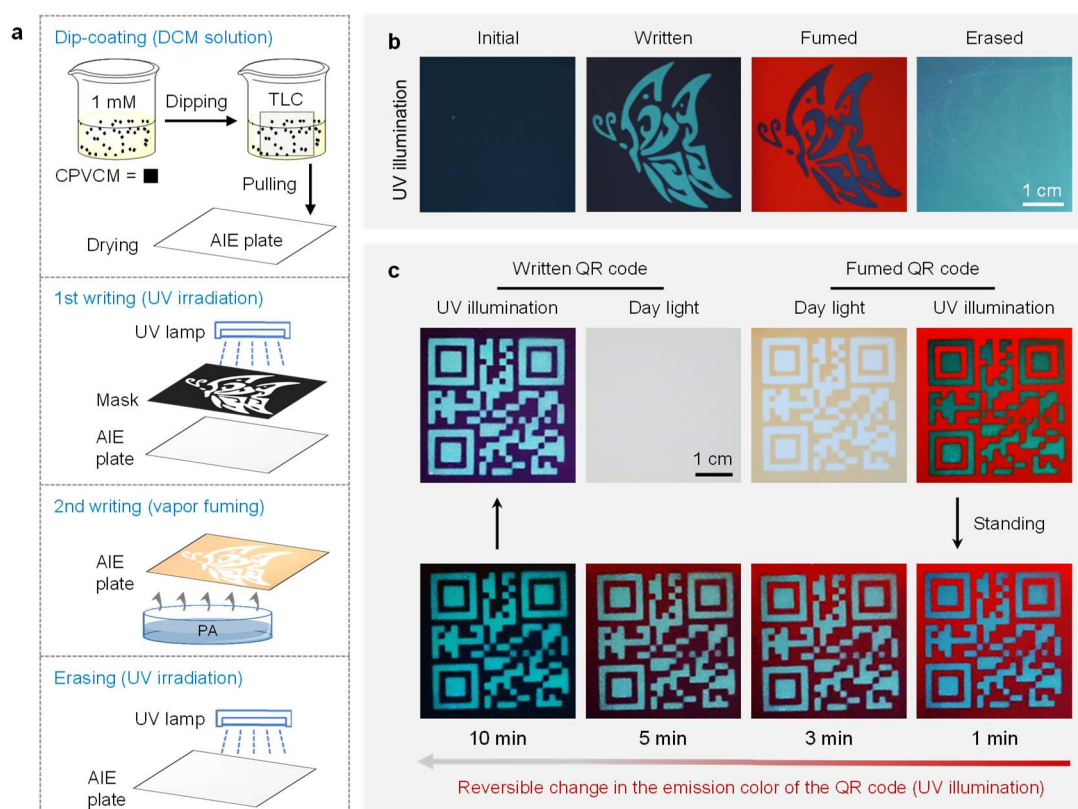 a
Dip-coating (DCM solution)
1 mM
Dipping
TLC
CPVCM = ■
Pulling
Drying
AIE plate
1st writing (UV irradiation)
UV lamp
Mask
AIE
plate
2nd writing (vapor fuming)
AIE
plate
PA
Erasing (UV irradiation)
UV lamp
AIE
plate
b
Initial Written Fumed Erased
UV illumination
1 cm
c
Written QR code Fumed QR code
UV illumination Day light Day light UV illumination
1 cm
Standing
10 min 5 min 3 min 1 min
Reversible change in the emission color of the QR code (UV illumination)